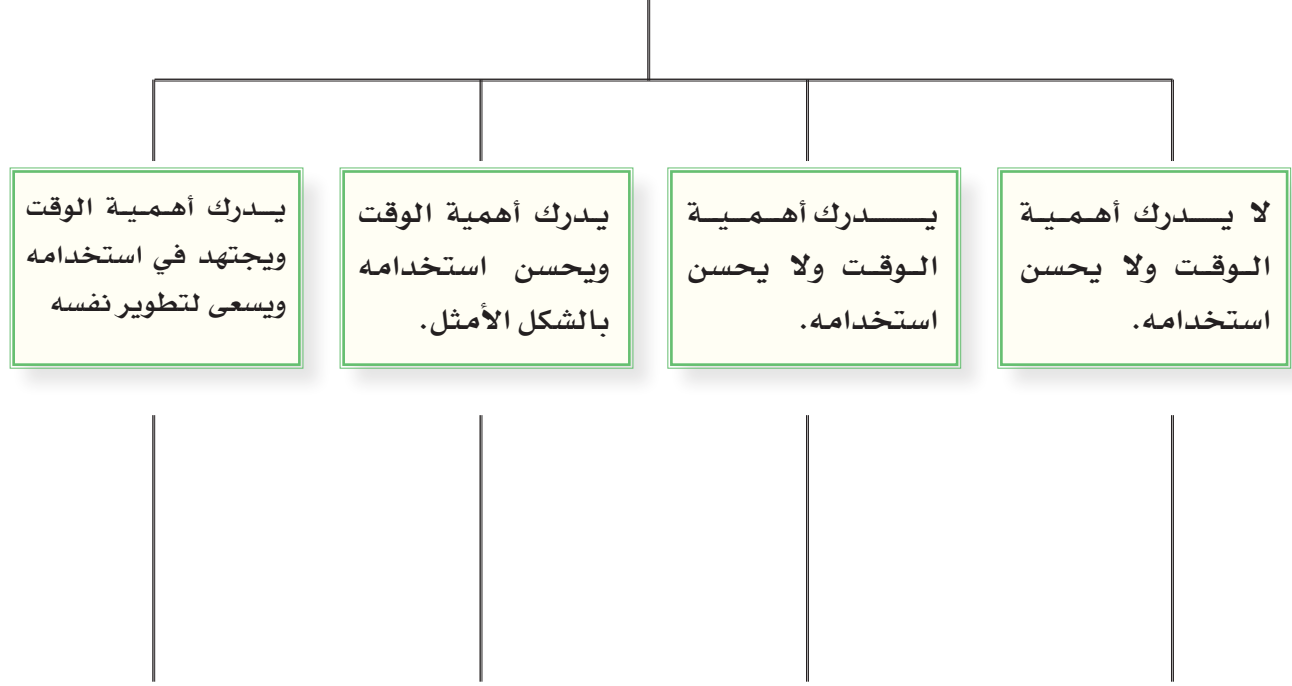 لا يدرك أهمية
الوقت ولا يحسن
استخدامه.
يدرك أهمية
الوقت ولا يحسن
استخدامه.
يدرك أهمية الوقت
ويحسن استخدامه
بالشكل الأمثل.
يدرك أهمية الوقت
ويجتهد في استخدامه
ويسعى لتطوير نفسه